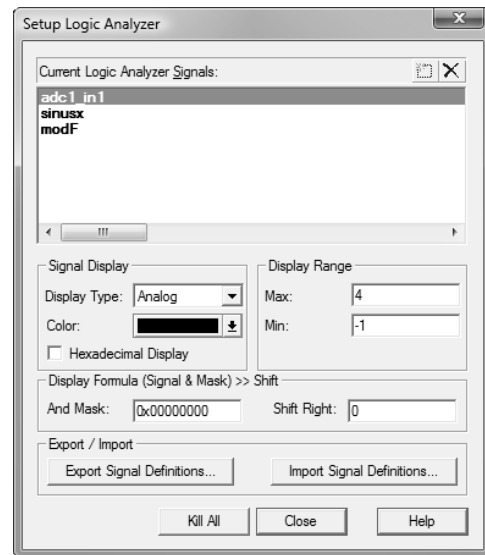 Setup Logic Analyzer
Current Logic Analyzer Signals:
adc1_in1
sinusx
modF
Signal Display
Display Type: Analog
Color:
Hexadecimal Display
Display Range
Max: 4
Min: -1
Display Formula (Signal & Mask) >> Shift
And Mask: 0x00000000 Shift Right: 0
Export / Import
Export Signal Definitions... Import Signal Definitions...
Kill All Close Help